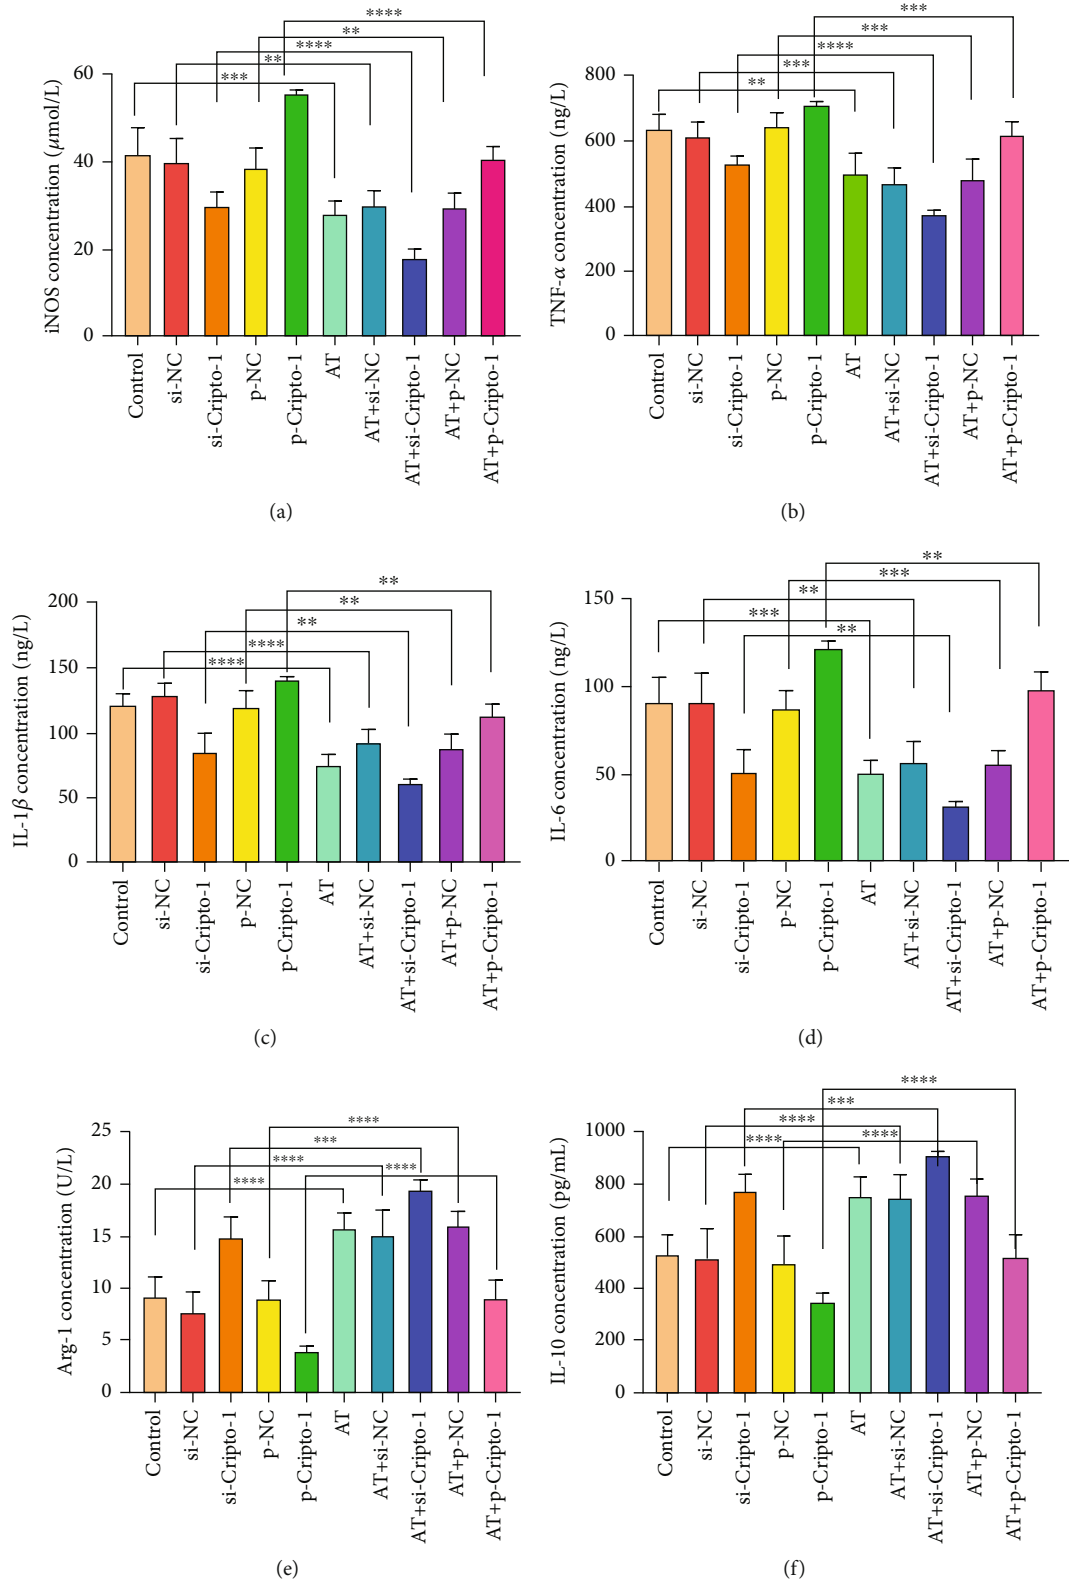 ****
**
****
**
***
60
40
20
0
iNOS concentration (μmol/L)
Control
si-NC
si-Cripto-1
p-NC
p-Cripto-1
AT
AT+si-NC
AT+si-Cripto-1
AT+p-NC
AT+p-Cripto-1
(a)
***
***
****
***
**
800
600
400
200
0
TNF-α concentration (ng/L)
Control
si-NC
si-Cripto-1
p-NC
p-Cripto-1
AT
AT+si-NC
AT+si-Cripto-1
AT+p-NC
AT+p-Cripto-1
(b)
**
**
**
****
****
200
150
100
50
0
IL-1β concentration (ng/L)
Control
si-NC
si-Cripto-1
p-NC
p-Cripto-1
AT
AT+si-NC
AT+si-Cripto-1
AT+p-NC
AT+p-Cripto-1
(c)
**
***
**
***
**
150
100
50
0
IL-6 concentration (ng/L)
Control
si-NC
si-Cripto-1
p-NC
p-Cripto-1
AT
AT+si-NC
AT+si-Cripto-1
AT+p-NC
AT+p-Cripto-1
(d)
****
***
****
****
****
25
20
15
10
5
0
Arg-1 concentration (U/L)
Control
si-NC
si-Cripto-1
p-NC
p-Cripto-1
AT
AT+si-NC
AT+si-Cripto-1
AT+p-NC
AT+p-Cripto-1
(e)
****
***
****
****
****
1000
800
600
400
200
0
IL-10 concentration (pg/mL)
Control
si-NC
si-Cripto-1
p-NC
p-Cripto-1
AT
AT+si-NC
AT+si-Cripto-1
AT+p-NC
AT+p-Cripto-1
(f)